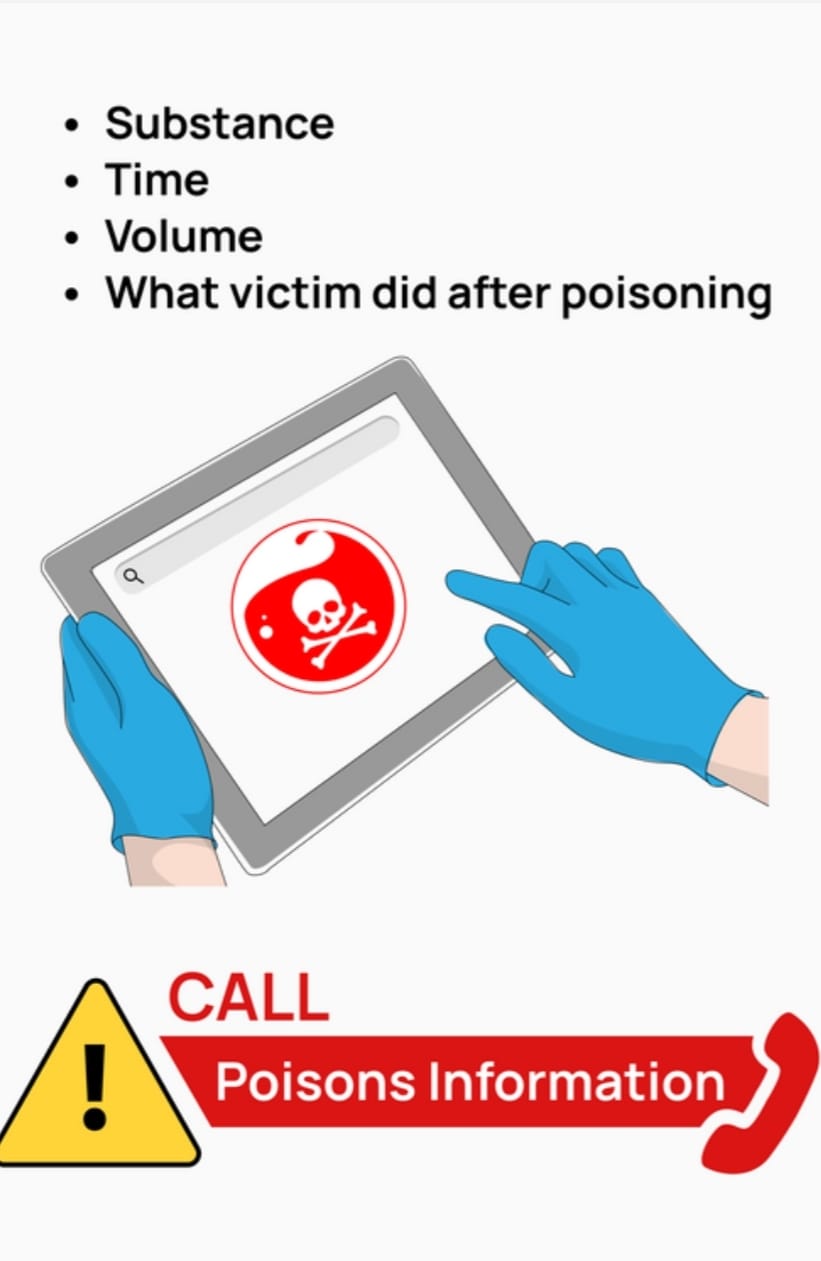 • Substance
• Time
• Volume
• What victim did after poisoning
CALL
Poisons Information